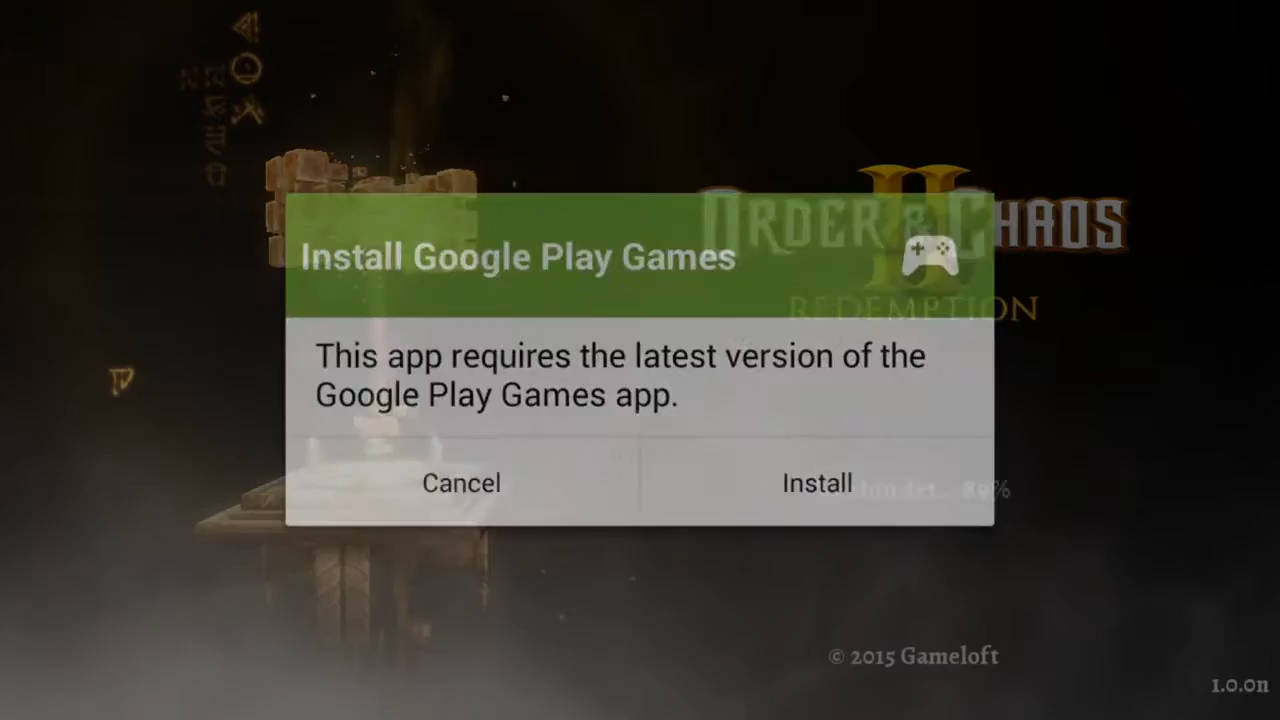 II
ORDER & CHAOS
Install Google Play Games
REDEMPTION
This app requires the latest version of the
Google Play Games app.
Cancel
Install
89%
© 2015 Gameloft
1.0.0n